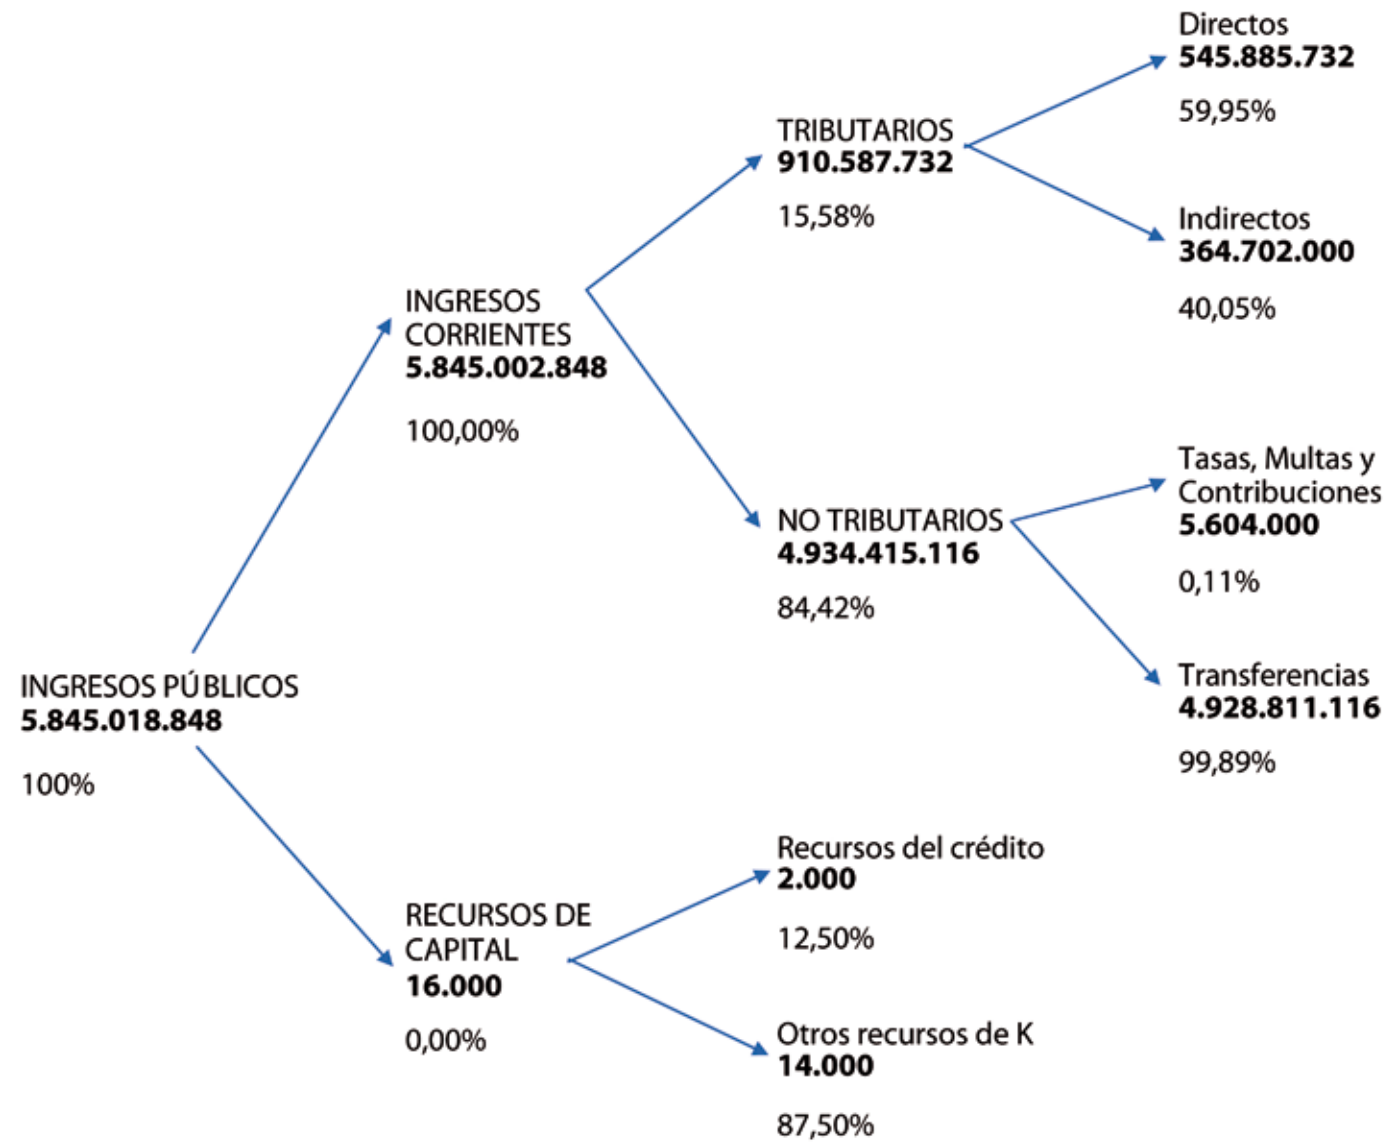 Directos
545.885.732
59,95%
TRIBUTARIOS
910.587.732
15,58%
Indirectos
364.702.000
40,05%
INGRESOS
CORRIENTES
5.845.002.848
100,00%
Tasas, Multas y
Contribuciones
5.604.000
0,11%
NO TRIBUTARIOS
4.934.415.116
84,42%
Transferencias
4.928.811.116
99,89%
INGRESOS PÚBLICOS
5.845.018.848
100%
Recursos del crédito
2.000
12,50%
RECURSOS DE
CAPITAL
16.000
0,00%
Otros recursos de K
14.000
87,50%